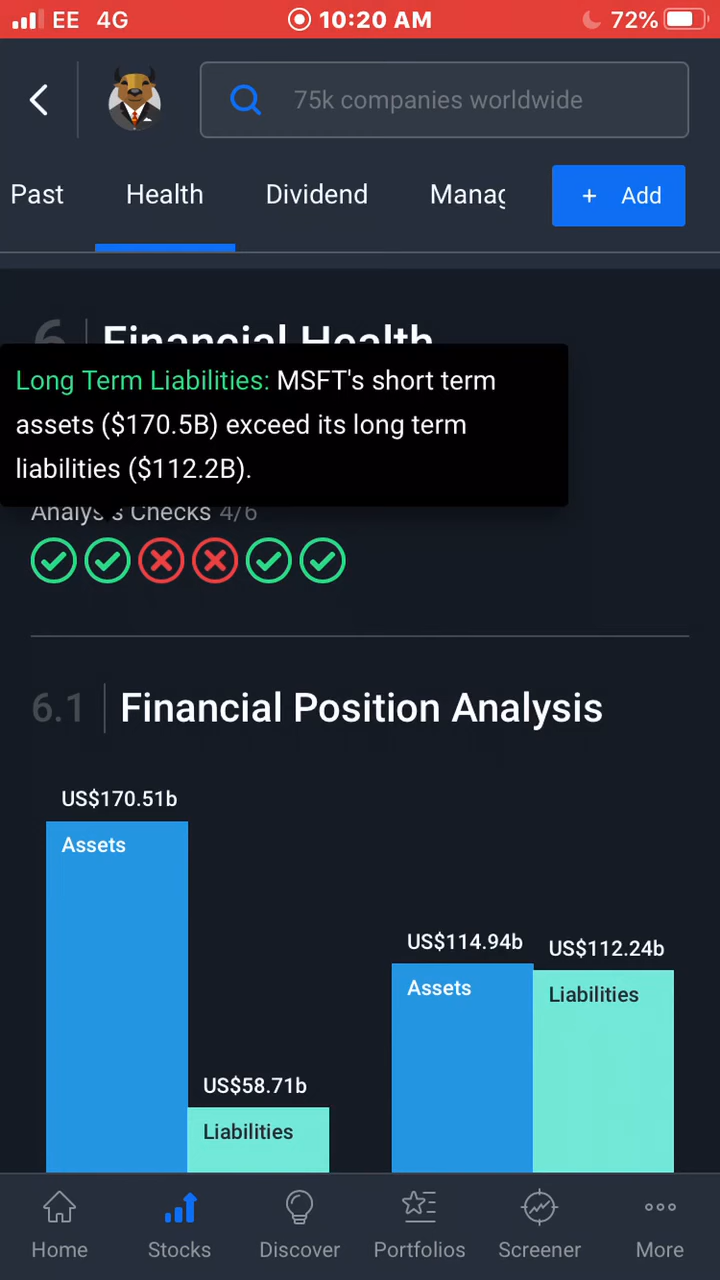 EE 4G 10:20 AM 72%
75k companies worldwide
Past Health Dividend Manag + Add
6 Financial Health
Long Term Liabilities: MSFT's short term
assets ($170.5B) exceed its long term
liabilities ($112.2B).
Analysis Checks 4/6
6.1 Financial Position Analysis
US$170.51b
Assets
US$114.94b US$112.24b
Assets Liabilities
US$58.71b
Liabilities
Home Stocks Discover Portfolios Screener More